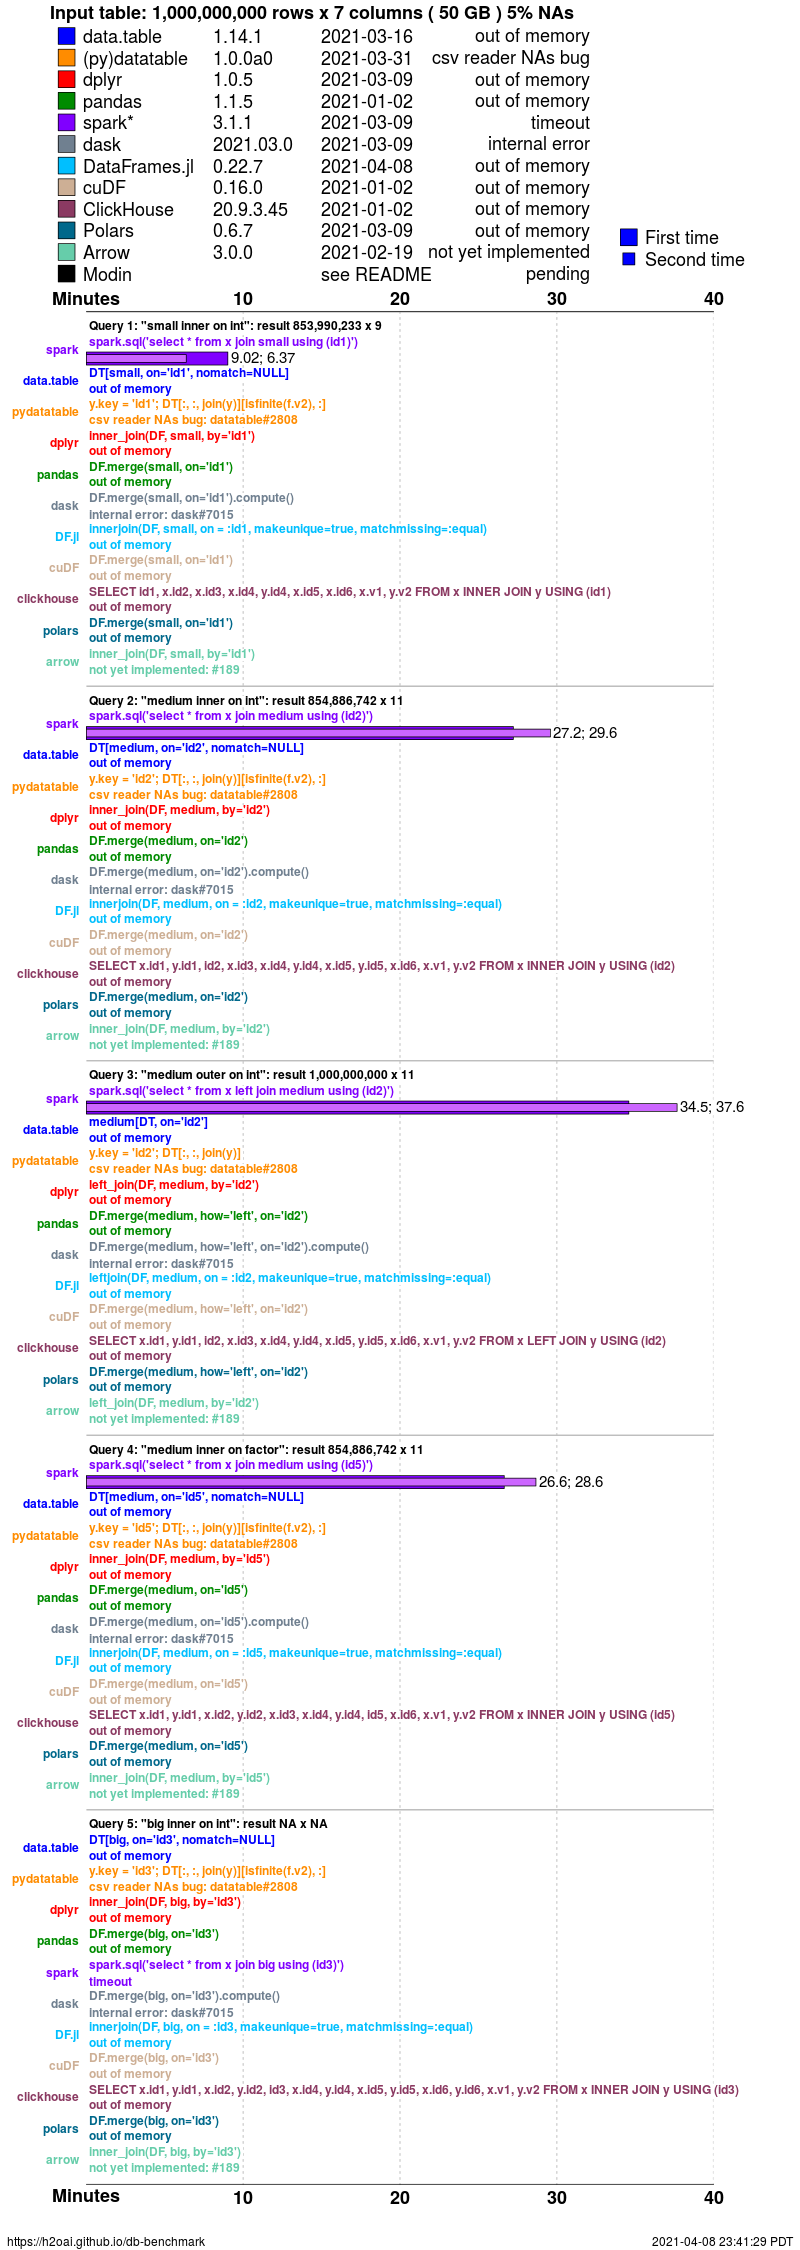 Input table: 1,000,000,000 rows x 7 columns ( 50 GB ) 5% NAs
data.table 1.14.1 2021-03-16 out of memory
(py)datatable 1.0.0a0 2021-03-31 csv reader NAs bug
dplyr 1.0.5 2021-03-09 out of memory
pandas 1.1.5 2021-01-02 out of memory
spark* 3.1.1 2021-03-09 timeout
dask 2021.03.0 2021-03-09 internal error
DataFrames.jl 0.22.7 2021-04-08 out of memory
cuDF 0.16.0 2021-01-02 out of memory
ClickHouse 20.9.3.45 2021-01-02 out of memory
Polars 0.6.7 2021-03-09 out of memory
Arrow 3.0.0 2021-02-19 not yet implemented
Modin see README pending
First time
Second time
Minutes 10 20 30 40
Query 1: "small inner on int": result 853,990,233 x 9
spark.sql('select * from x join small using (id1)')
spark 9.02; 6.37
DT[small, on='id1', nomatch=NULL]
data.table
out of memory
y.key = 'id1'; DT[:, :, join(y)][isfinite(f.v2), :]
pydatatable
csv reader NAs bug: datatable#2808
inner_join(DF, small, by='id1')
dplyr
out of memory
DF.merge(small, on='id1')
pandas
out of memory
DF.merge(small, on='id1').compute()
dask
internal error: dask#7015
innerjoin(DF, small, on = :id1, makeunique=true, matchmissing=:equal)
DF.jl
out of memory
DF.merge(small, on='id1')
cuDF
out of memory
SELECT id1, x.id2, x.id3, x.id4, y.id4, x.id5, x.id6, x.v1, y.v2 FROM x INNER JOIN y USING (id1)
clickhouse
out of memory
DF.merge(small, on='id1')
polars
out of memory
inner_join(DF, small, by='id1')
arrow
not yet implemented: #189
Query 2: "medium inner on int": result 854,886,742 x 11
spark.sql('select * from x join medium using (id2)')
spark 27.2; 29.6
DT[medium, on='id2', nomatch=NULL]
data.table
out of memory
y.key = 'id2'; DT[:, :, join(y)][isfinite(f.v2), :]
pydatatable
csv reader NAs bug: datatable#2808
inner_join(DF, medium, by='id2')
dplyr
out of memory
DF.merge(medium, on='id2')
pandas
out of memory
DF.merge(medium, on='id2').compute()
dask
internal error: dask#7015
innerjoin(DF, medium, on = :id2, makeunique=true, matchmissing=:equal)
DF.jl
out of memory
DF.merge(medium, on='id2')
cuDF
out of memory
SELECT x.id1, y.id1, id2, x.id3, x.id4, y.id4, x.id5, y.id5, x.id6, x.v1, y.v2 FROM x INNER JOIN y USING (id2)
clickhouse
out of memory
DF.merge(medium, on='id2')
polars
out of memory
inner_join(DF, medium, by='id2')
arrow
not yet implemented: #189
Query 3: "medium outer on int": result 1,000,000,000 x 11
spark.sql('select * from x left join medium using (id2)')
spark 34.5; 37.6
medium[DT, on='id2']
data.table
out of memory
y.key = 'id2'; DT[:, :, join(y)]
pydatatable
csv reader NAs bug: datatable#2808
left_join(DF, medium, by='id2')
dplyr
out of memory
DF.merge(medium, how='left', on='id2')
pandas
out of memory
DF.merge(medium, how='left', on='id2').compute()
dask
internal error: dask#7015
leftjoin(DF, medium, on = :id2, makeunique=true, matchmissing=:equal)
DF.jl
out of memory
DF.merge(medium, how='left', on='id2')
cuDF
out of memory
SELECT x.id1, y.id1, id2, x.id3, x.id4, y.id4, x.id5, y.id5, x.id6, x.v1, y.v2 FROM x LEFT JOIN y USING (id2)
clickhouse
out of memory
DF.merge(medium, how='left', on='id2')
polars
out of memory
left_join(DF, medium, by='id2')
arrow
not yet implemented: #189
Query 4: "medium inner on factor": result 854,886,742 x 11
spark.sql('select * from x join medium using (id5)')
spark 26.6; 28.6
DT[medium, on='id5', nomatch=NULL]
data.table
out of memory
y.key = 'id5'; DT[:, :, join(y)][isfinite(f.v2), :]
pydatatable
csv reader NAs bug: datatable#2808
inner_join(DF, medium, by='id5')
dplyr
out of memory
DF.merge(medium, on='id5')
pandas
out of memory
DF.merge(medium, on='id5').compute()
dask
internal error: dask#7015
innerjoin(DF, medium, on = :id5, makeunique=true, matchmissing=:equal)
DF.jl
out of memory
DF.merge(medium, on='id5')
cuDF
out of memory
SELECT x.id1, y.id1, x.id2, y.id2, x.id3, x.id4, y.id4, id5, x.id6, x.v1, y.v2 FROM x INNER JOIN y USING (id5)
clickhouse
out of memory
DF.merge(medium, on='id5')
polars
out of memory
inner_join(DF, medium, by='id5')
arrow
not yet implemented: #189
Query 5: "big inner on int": result NA x NA
DT[big, on='id3', nomatch=NULL]
data.table
out of memory
y.key = 'id3'; DT[:, :, join(y)][isfinite(f.v2), :]
pydatatable
csv reader NAs bug: datatable#2808
inner_join(DF, big, by='id3')
dplyr
out of memory
DF.merge(big, on='id3')
pandas
out of memory
spark.sql('select * from x join big using (id3)')
spark
timeout
DF.merge(big, on='id3').compute()
dask
internal error: dask#7015
innerjoin(DF, big, on = :id3, makeunique=true, matchmissing=:equal)
DF.jl
out of memory
DF.merge(big, on='id3')
cuDF
out of memory
SELECT x.id1, y.id1, x.id2, y.id2, id3, x.id4, y.id4, x.id5, y.id5, x.id6, y.id6, x.v1, y.v2 FROM x INNER JOIN y USING (id3)
clickhouse
out of memory
DF.merge(big, on='id3')
polars
out of memory
inner_join(DF, big, by='id3')
arrow
not yet implemented: #189
Minutes 10 20 30 40
https://h2oai.github.io/db-benchmark 2021-04-08 23:41:29 PDT